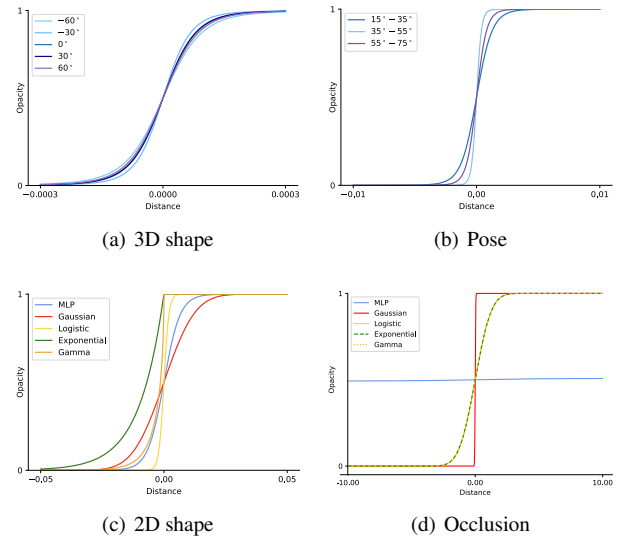 1
−60°
−30°
0°
30°
60°
Opacity
0
−0.0003
0.0000
0.0003
Distance
(a) 3D shape
1
15° − 35°
35° − 55°
55° − 75°
Opacity
0
−0,01
0,00
0,01
Distance
(b) Pose
1
MLP
Gaussian
Logistic
Exponential
Gamma
Opacity
0
−0,05
0,00
0,05
Distance
(c) 2D shape
1
MLP
Gaussian
Logistic
Exponential
Gamma
Opacity
0
-10.00
0.00
10.00
Distance
(d) Occlusion